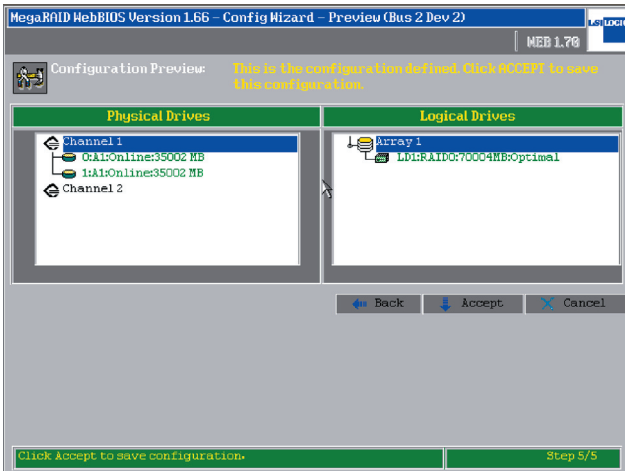 MegaRAID WebBIOS Version 1.66 - Config Wizard - Preview (Bus 2 Dev 2)
LSI LOGIC
WEB 1.70
Configuration Preview: This is the configuration defined. Click ACCEPT to save
this configuration.
Physical Drives
Logical Drives
Channel 1
0:A1:Online:35002 MB
1:A1:Online:35002 MB
Channel 2
Array 1
LD1:RAID0:70004MB:Optimal
Back
Accept
Cancel
Click Accept to save configuration.
Step 5/5